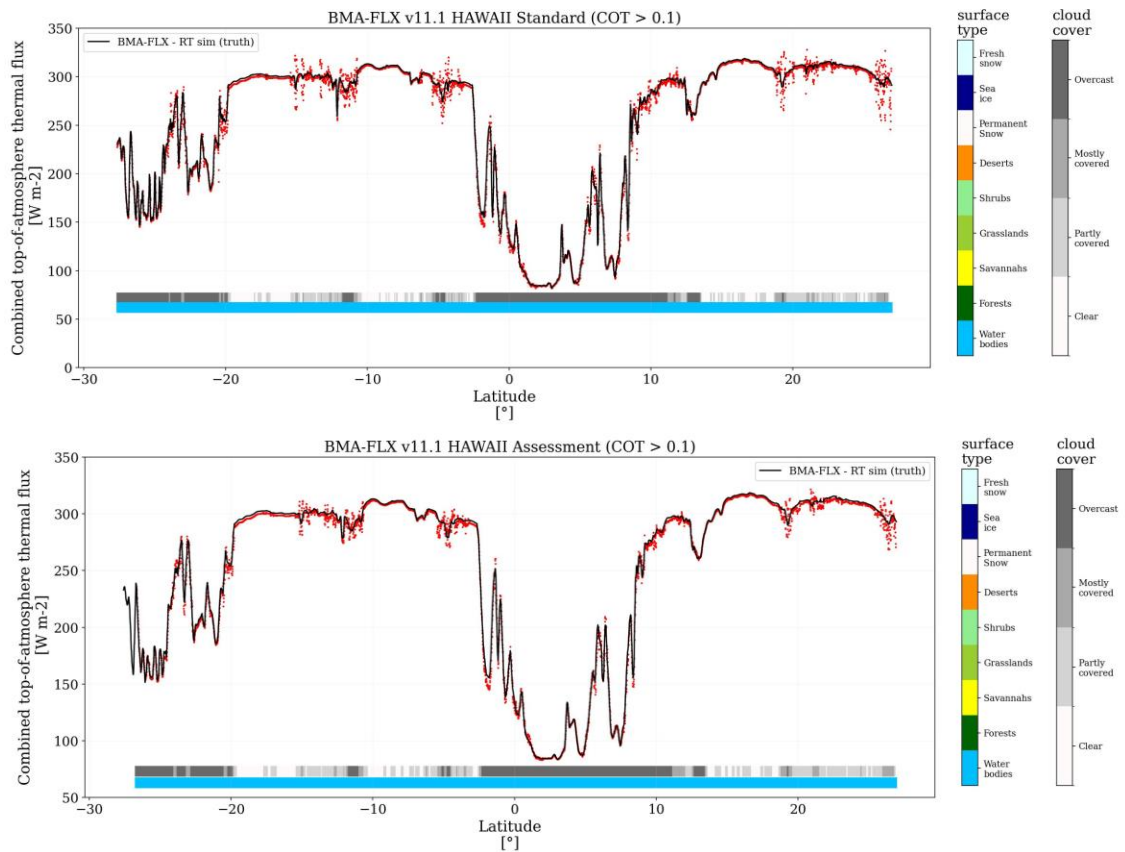 BMA-FLX v11.1 HAWAII Standard (COT > 0.1)
Combined top-of-atmosphere thermal flux
[W m-2]
350
300
250
200
150
100
50
0
BMA-FLX - RT sim (truth)
−30
−20
−10
0
10
20
Latitude
[°]
surface
type
Fresh
snow
Sea
ice
Permanent
Snow
Deserts
Shrubs
Grasslands
Savannahs
Forests
Water
bodies
cloud
cover
Overcast
Mostly
covered
Partly
covered
Clear
BMA-FLX v11.1 HAWAII Assessment (COT > 0.1)
Combined top-of-atmosphere thermal flux
[W m-2]
350
300
250
200
150
100
50
BMA-FLX - RT sim (truth)
−30
−20
−10
0
10
20
Latitude
[°]
surface
type
Fresh
snow
Sea
ice
Permanent
Snow
Deserts
Shrubs
Grasslands
Savannahs
Forests
Water
bodies
cloud
cover
Overcast
Mostly
covered
Partly
covered
Clear